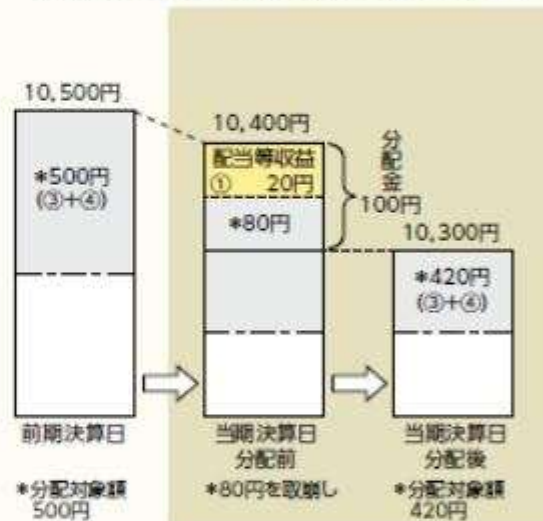 10,500円
*500円
(③+④)
前期決算日
*分配対象額
500円
10,400円
配当等収益
① 20円
*80円
分配金
100円
当期決算日
分配前
*80円を取崩し
10,300円
*420円
(③+④)
当期決算日
分配後
*分配対象額
420円